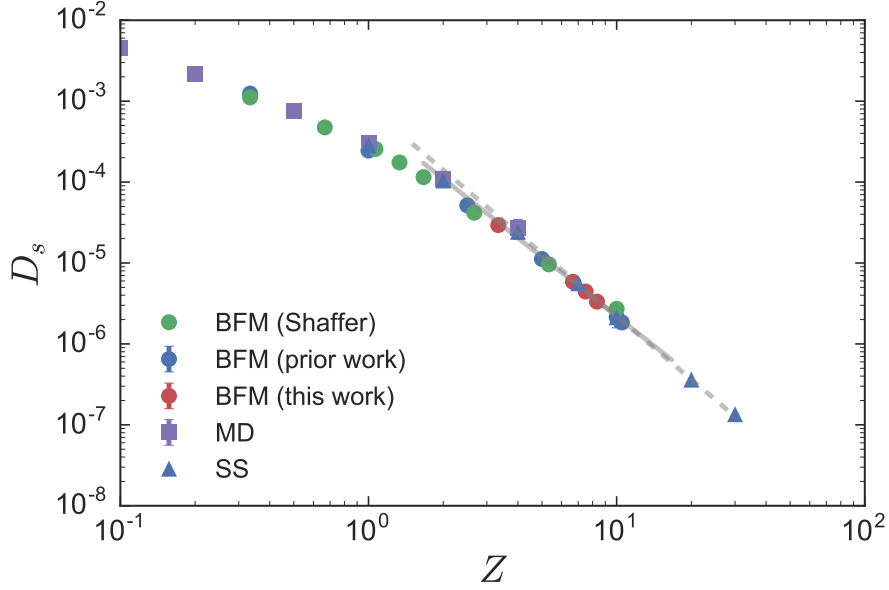 10^-2
10^-3
10^-4
10^-5
10^-6
10^-7
10^-8
D_s
BFM (Shaffer)
BFM (prior work)
BFM (this work)
MD
SS
10^-1 10^0 10^1 10^2
Z